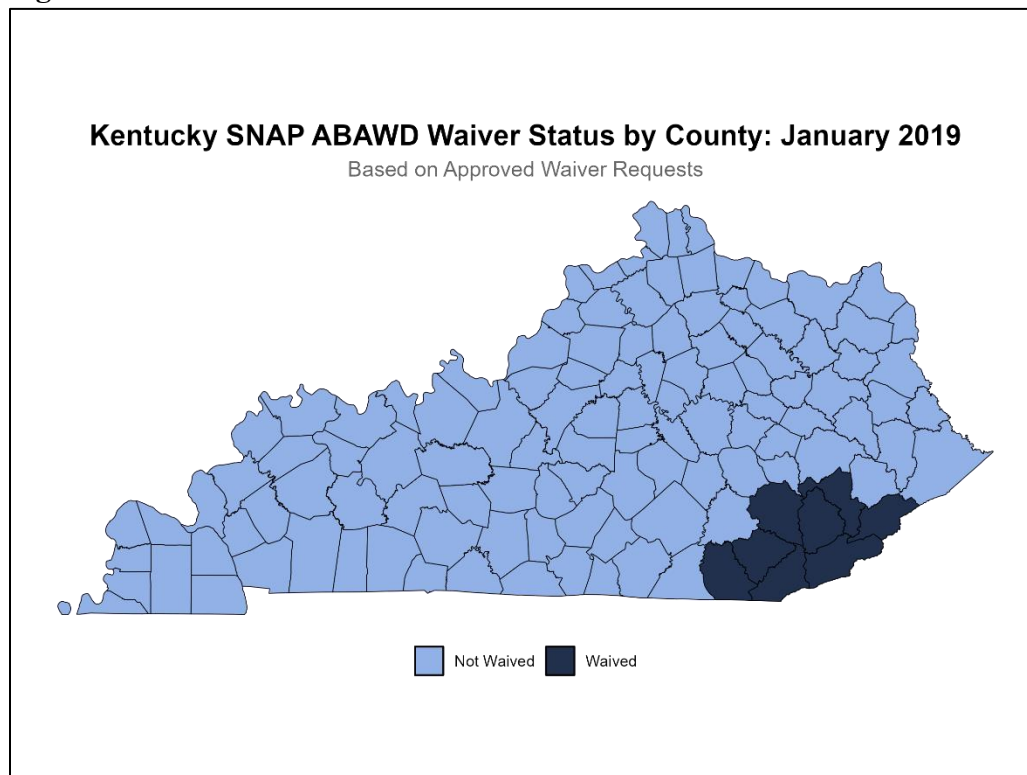 Kentucky SNAP ABAWD Waiver Status by County: January 2019
Based on Approved Waiver Requests
Not Waived Waived